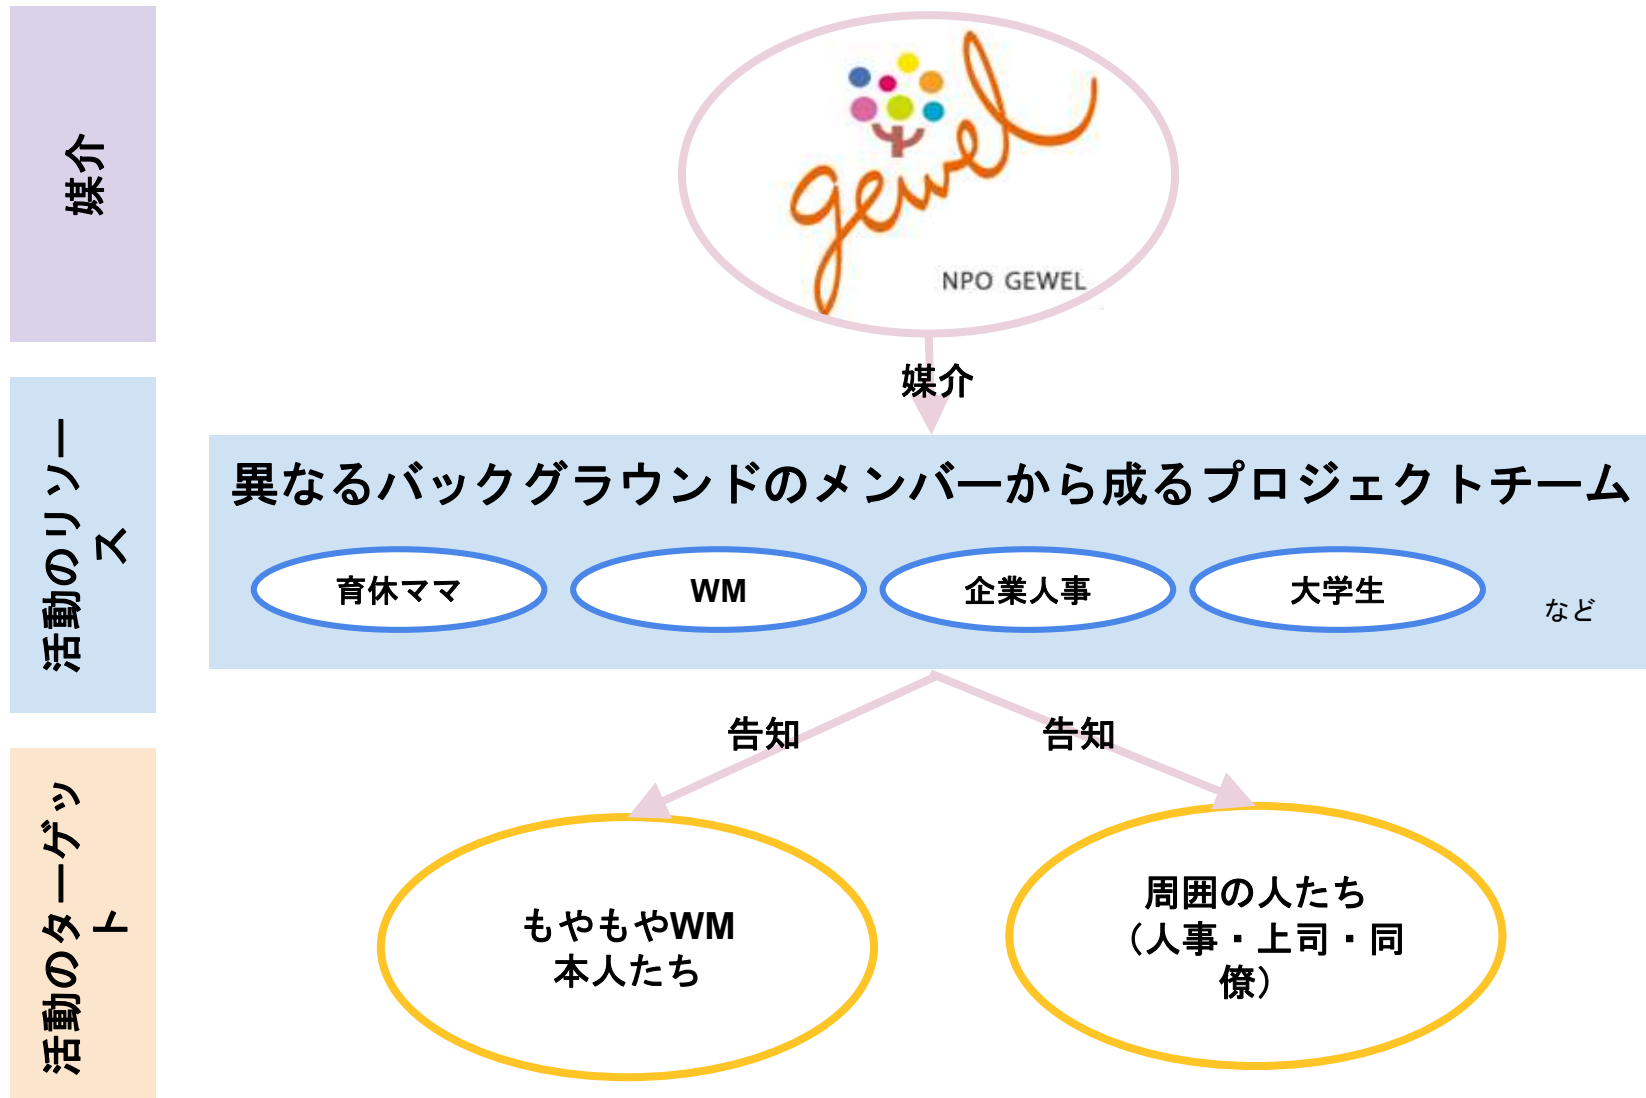 媒介
gewel
NPO GEWEL
媒介
活動のリソー
ス
異なるバックグラウンドのメンバーから成るプロジェクトチーム
育休ママ
WM
企業人事
大学生
など
告知
告知
活動のターゲッ
ト
もやもやWM
本人たち
周囲の人たち
（人事・上司・同
僚）